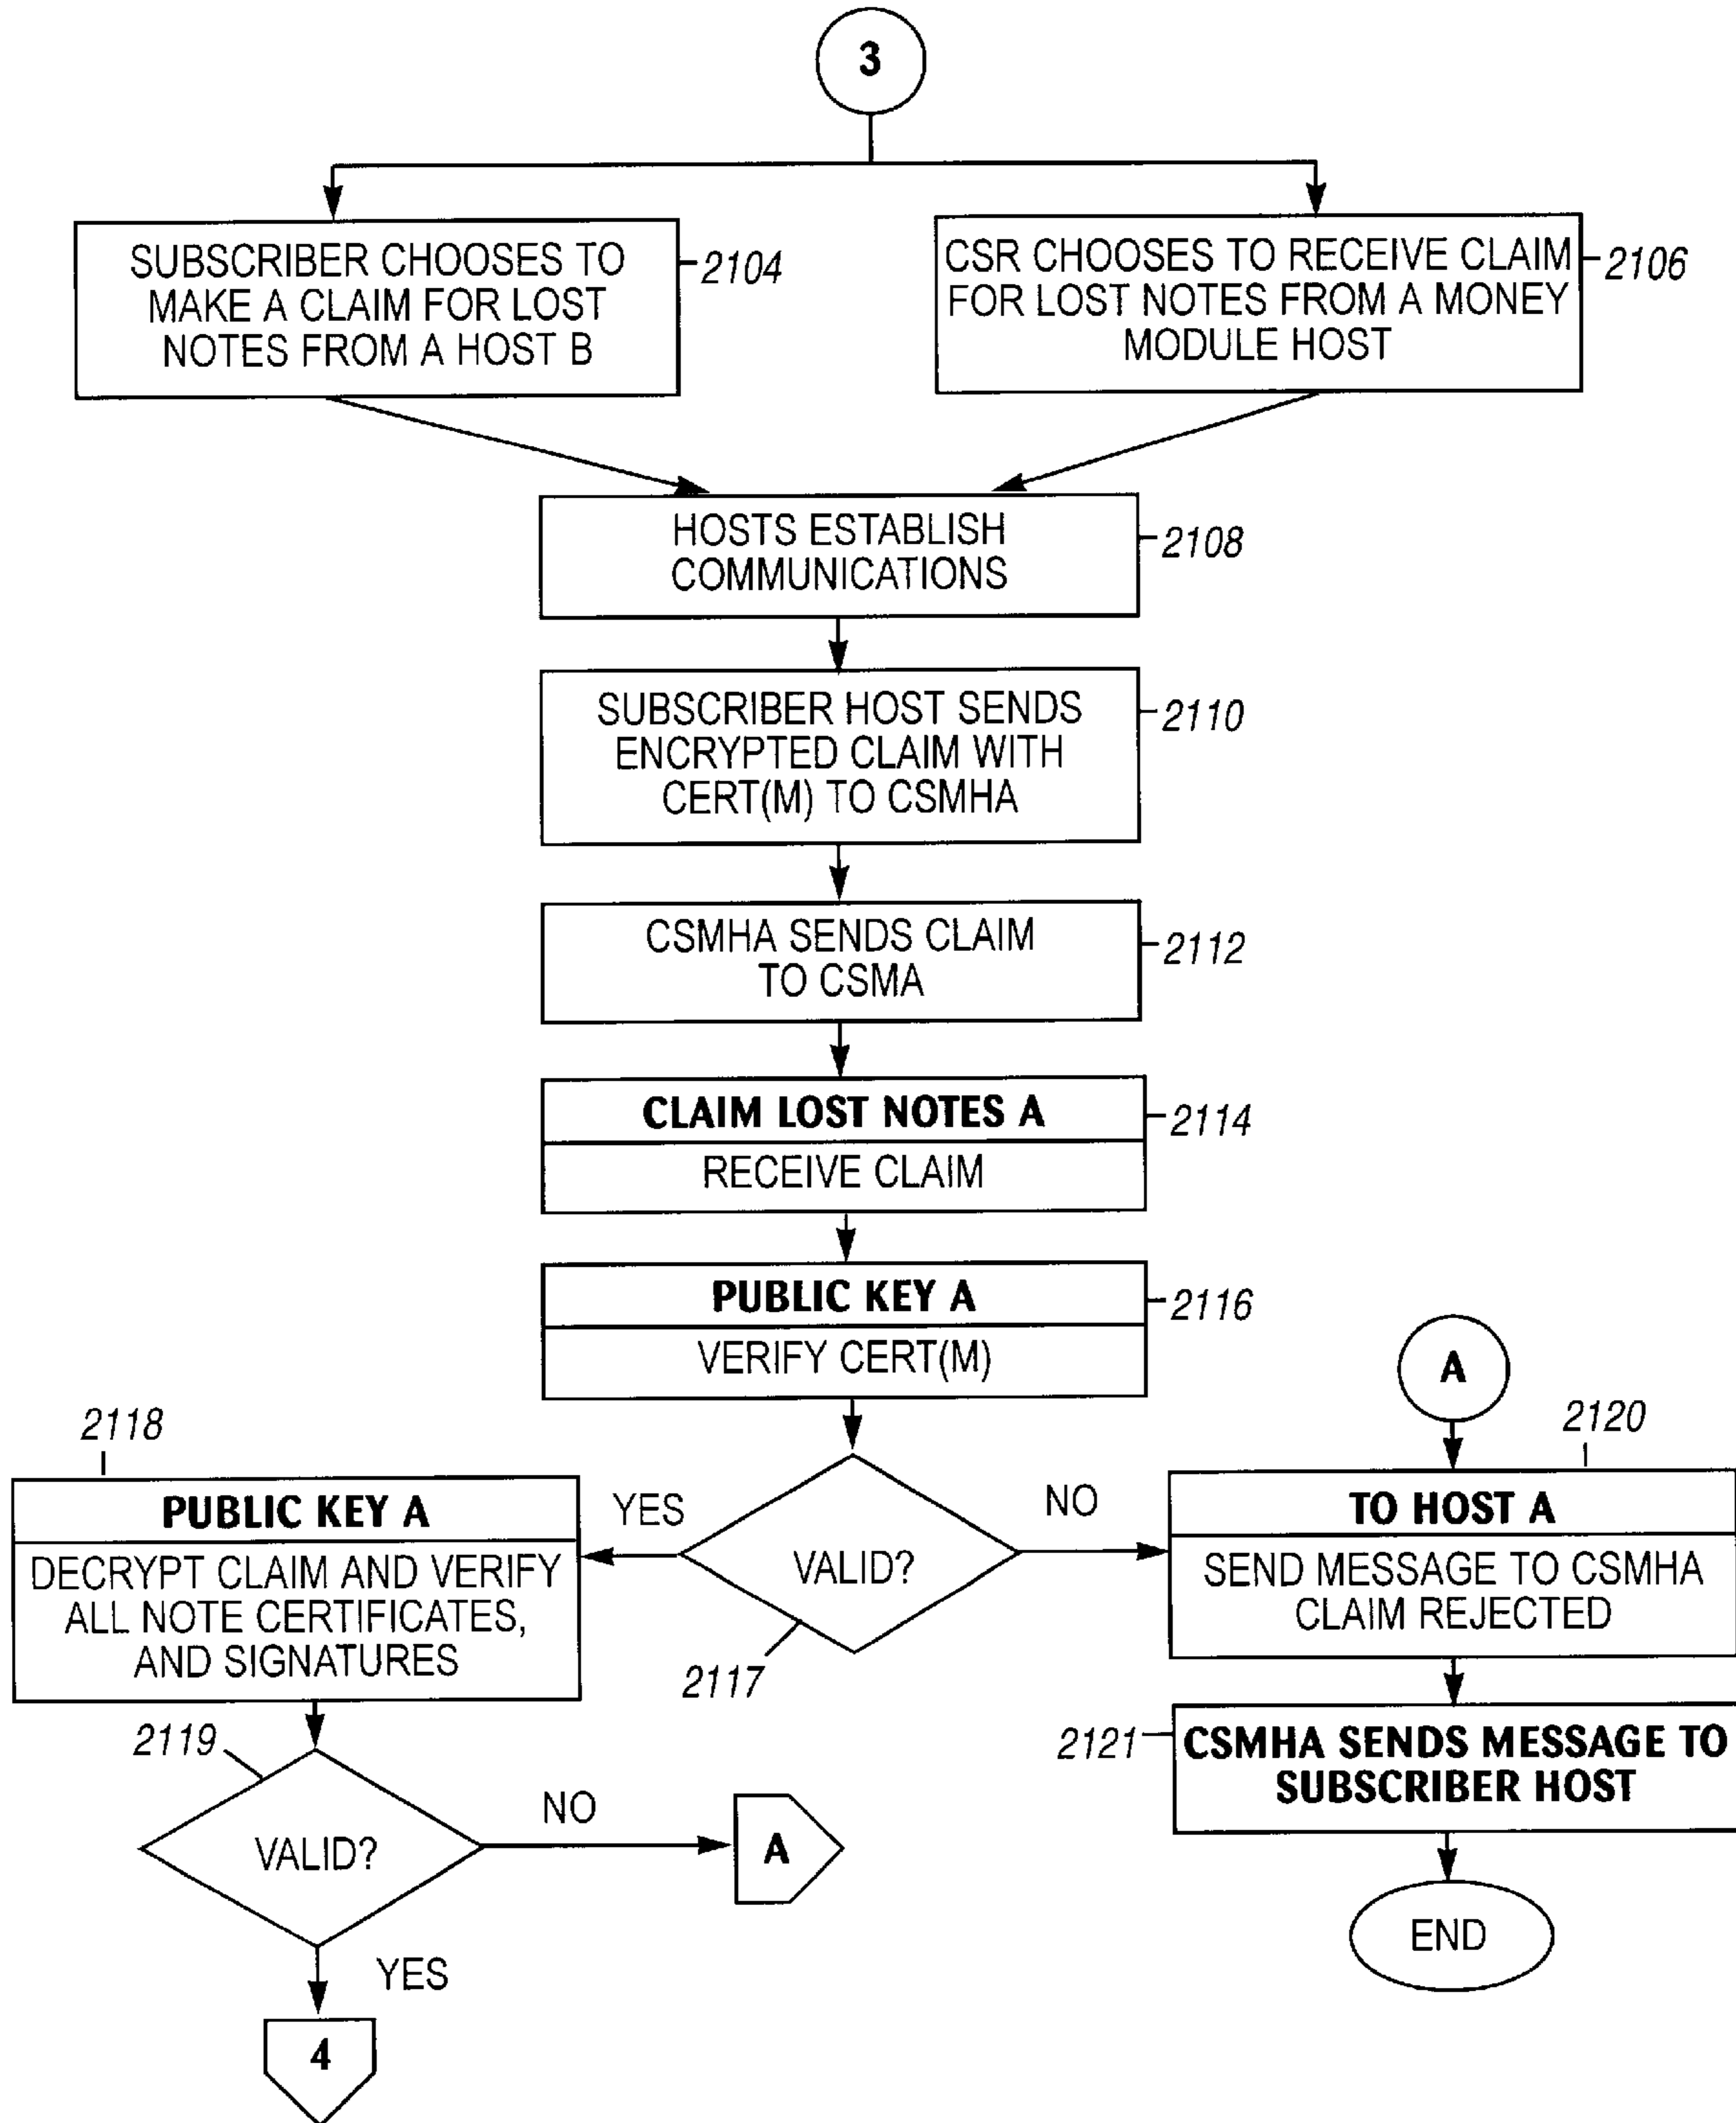 3
SUBSCRIBER CHOOSES TO
MAKE A CLAIM FOR LOST
NOTES FROM A HOST B
2104
CSR CHOOSES TO RECEIVE CLAIM
FOR LOST NOTES FROM A MONEY
MODULE HOST
2106
HOSTS ESTABLISH
COMMUNICATIONS
2108
SUBSCRIBER HOST SENDS
ENCRYPTED CLAIM WITH
CERT(M) TO CSMHA
2110
CSMHA SENDS CLAIM
TO CSMA
2112
CLAIM LOST NOTES A
RECEIVE CLAIM
2114
PUBLIC KEY A
VERIFY CERT(M)
2116
VALID?
2117
YES
NO
2118
PUBLIC KEY A
DECRYPT CLAIM AND VERIFY
ALL NOTE CERTIFICATES,
AND SIGNATURES
A
2120
TO HOST A
SEND MESSAGE TO CSMHA
CLAIM REJECTED
2121
CSMHA SENDS MESSAGE TO
SUBSCRIBER HOST
END
2119
VALID?
NO
A
YES
4